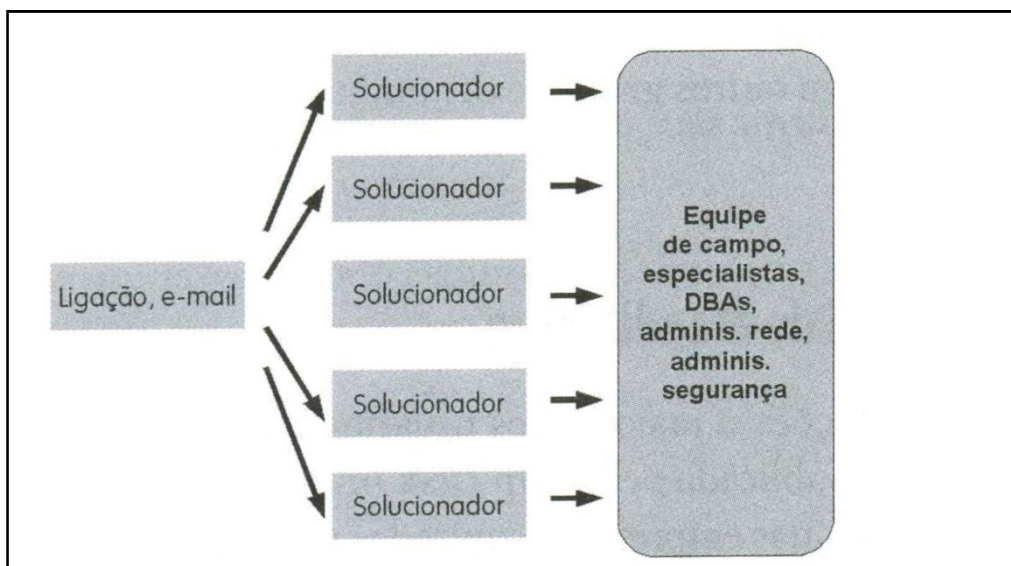 Ligação, e-mail
Solucionador
Solucionador
Solucionador
Solucionador
Solucionador
Equipe
de campo,
especialistas,
DBAs,
adminis. rede,
adminis.
segurança